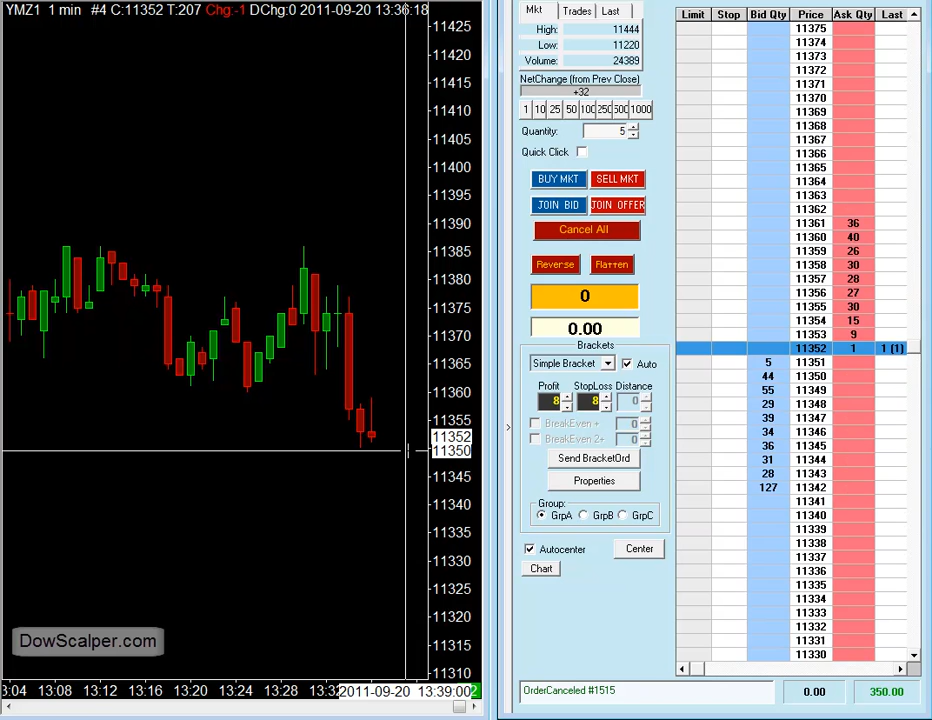 YMZ1 1 min #4 C:11352 T:207 Chg:-1 DChg:0 2011-09-20 13:36:18
11425
11420
11415
11410
11405
11400
11395
11390
11385
11380
11375
11370
11365
11360
11355
11352
11350
11345
11340
11335
11330
11325
11320
11315
11310
DowScalper.com
13:04 13:08 13:12 13:16 13:20 13:24 13:28 13:32 2011-09-20 13:39:00
Mkt Trades Last
High: 11444
Low: 11220
Volume: 24389
NetChange (from Prev Close)
+32
1 10 25 50 100 250 500 1000
Quantity: 5
Quick Click
BUY MKT SELL MKT
JOIN BID JOIN OFFER
Cancel All
Reverse Flatten
0
0.00
Brackets
Simple Bracket Auto
Profit StopLoss Distance
8 8 0
BreakEven + 0
BreakEven 2+ 0
Send BracketOrd
Properties
Group:
GrpA GrpB GrpC
Autocenter Center
Chart
OrderCanceled #1515 0.00 350.00
Limit Stop Bid Qty Price Ask Qty Last
11375
11374
11373
11372
11371
11370
11369
11368
11367
11366
11365
11364
11363
11362
11361 36
11360 40
11359 26
11358 30
11357 28
11356 27
11355 30
11354 15
11353 9
11352 1 1 (1)
5 11351
44 11350
55 11349
29 11348
39 11347
34 11346
36 11345
31 11344
28 11343
127 11342
11341
11340
11339
11338
11337
11336
11335
11334
11333
11332
11331
11330